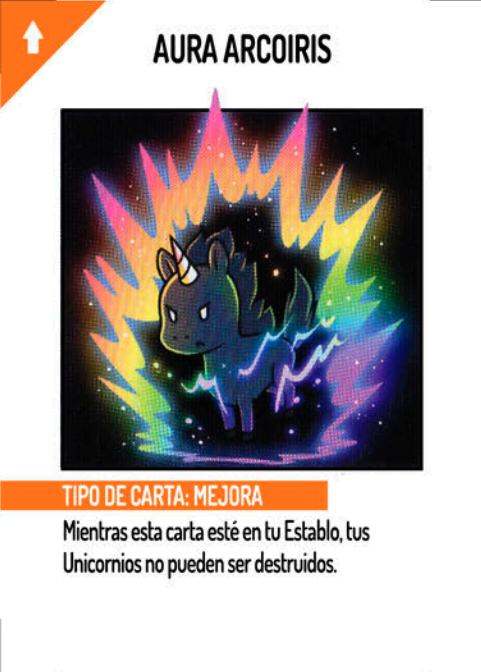 AURA ARCOIRIS
TIPO DE CARTA: MEJORA
Mientras esta carta esté en tu Establo, tus
Unicornios no pueden ser destruidos.